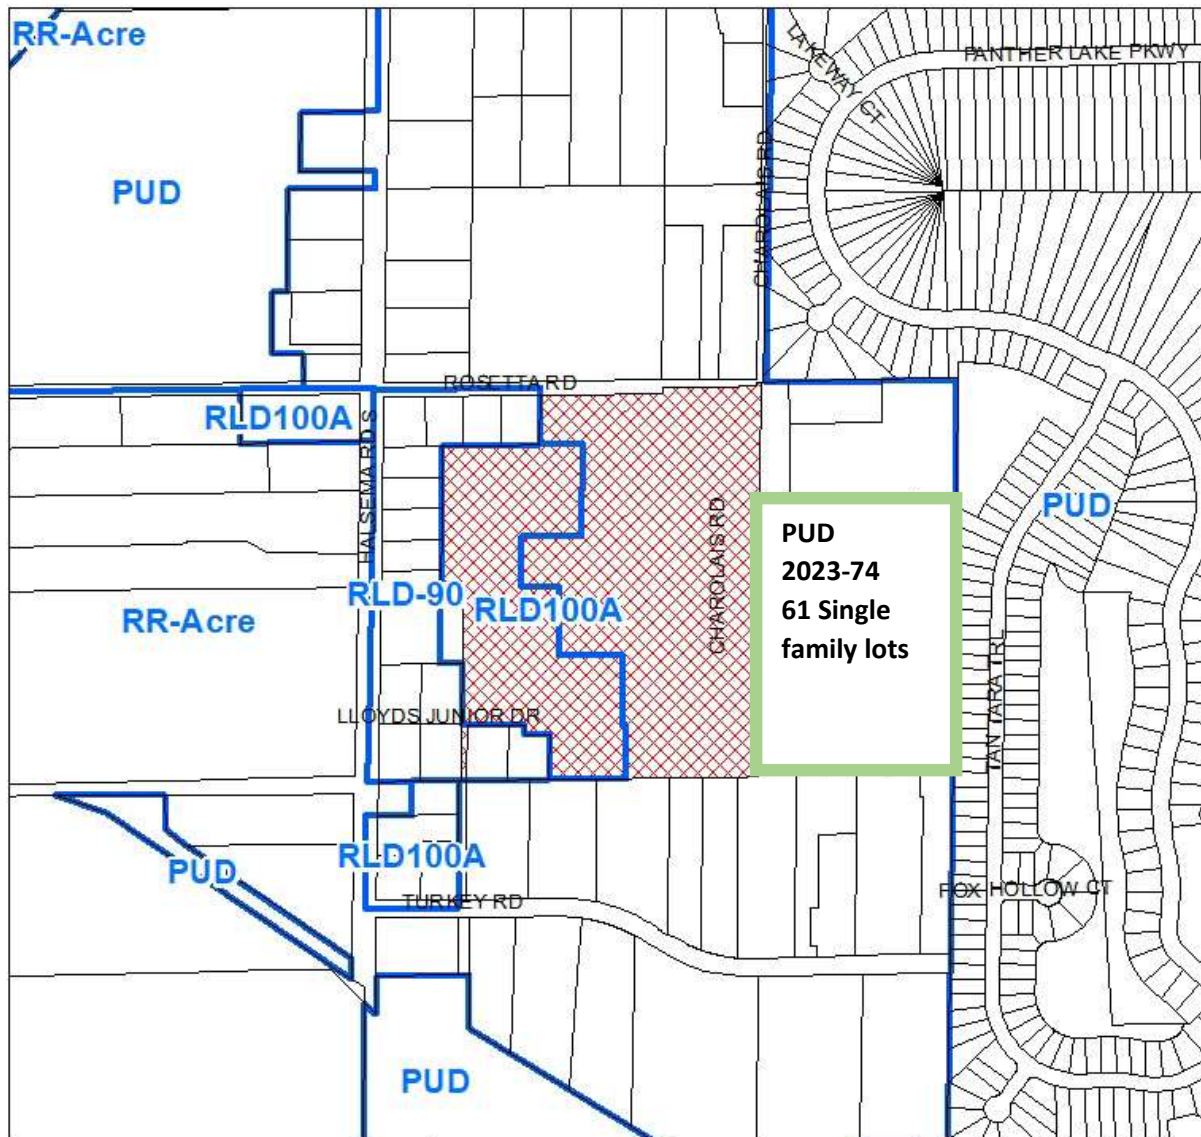 RR-Acre
LAKEWAY CT
PANTHER LAKE PKWY
PUD
CHAROLAIS RD
ROSETTA RD
RLD100A
HALSEMA RD S
PUD
CHAROLAIS RD
PUD
2023-74
61 Single
family lots
RLD-90
RLD100A
RR-Acre
TAN TARA TRL
LLOYDS JUNIOR DR
RLD100A
PUD
FOX HOLLOW CT
TURKEY RD
PUD